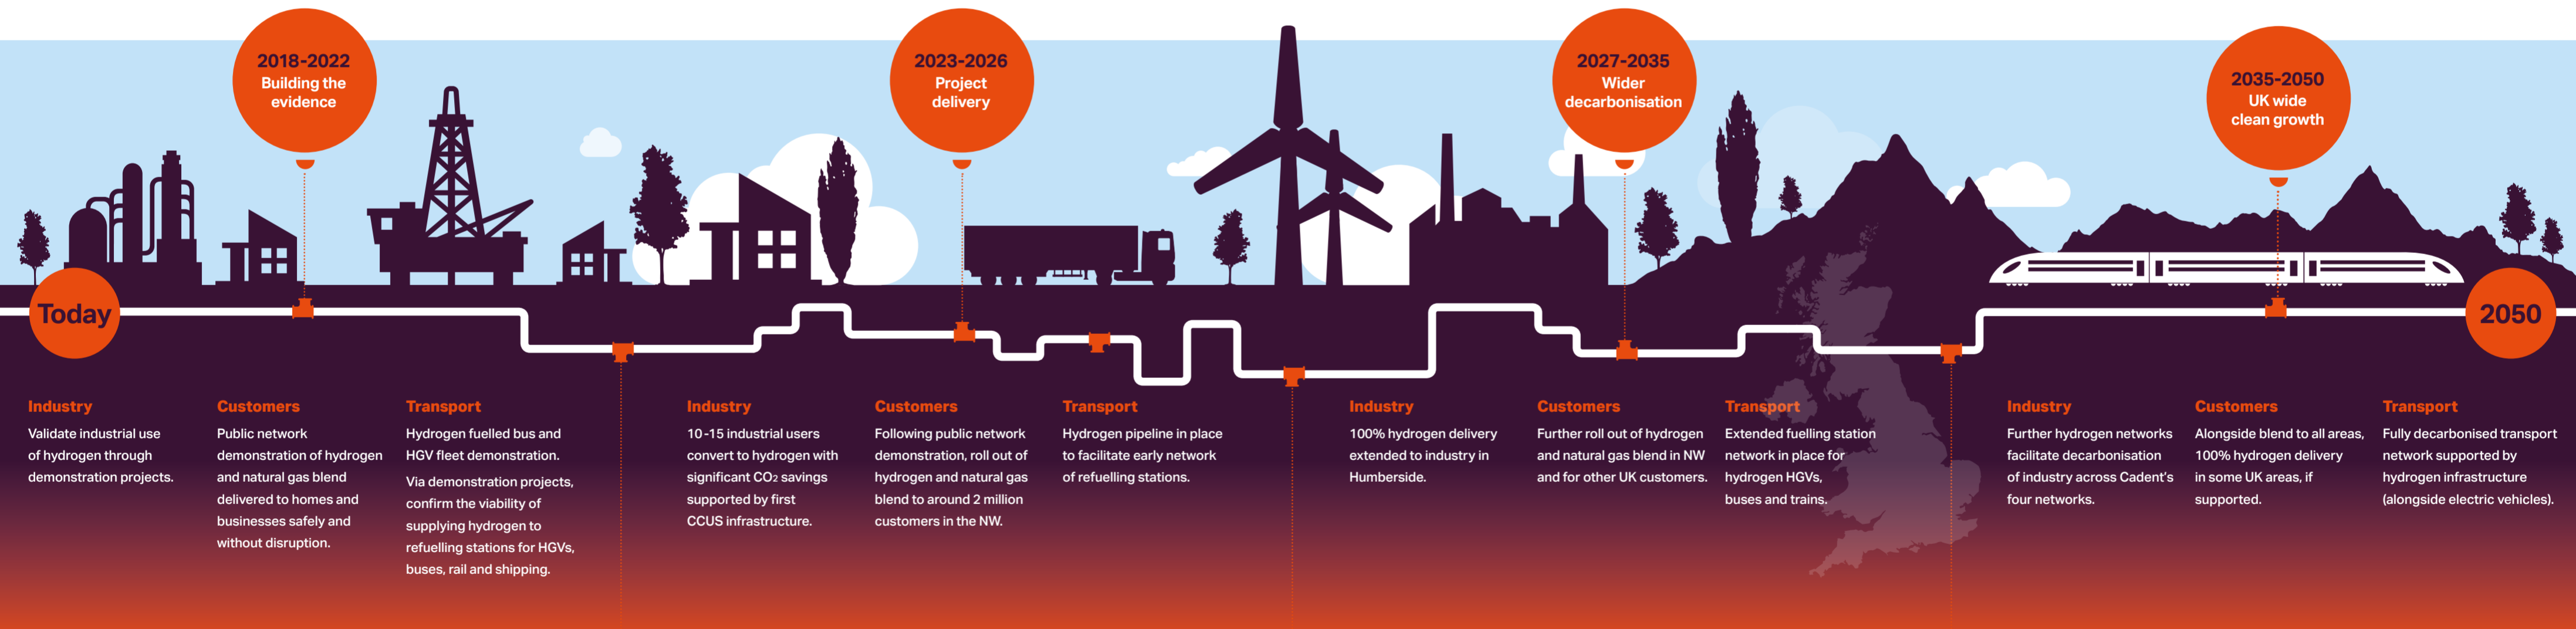 2018-2022
Building the
evidence
2023-2026
Project
delivery
2027-2035
Wider
decarbonisation
2035-2050
UK wide
clean growth
Today
2050
Industry
Validate industrial use
of hydrogen through
demonstration projects.
Customers
Public network
demonstration of hydrogen
and natural gas blend
delivered to homes and
businesses safely and
without disruption.
Transport
Hydrogen fuelled bus and
HGV fleet demonstration.
Via demonstration projects,
confirm the viability of
supplying hydrogen to
refuelling stations for HGVs,
buses, rail and shipping.
Industry
10-15 industrial users
convert to hydrogen with
significant CO₂ savings
supported by first
CCUS infrastructure.
Customers
Following public network
demonstration, roll out of
hydrogen and natural gas
blend to around 2 million
customers in the NW.
Transport
Hydrogen pipeline in place
to facilitate early network
of refuelling stations.
Industry
100% hydrogen delivery
extended to industry in
Humberside.
Customers
Further roll out of hydrogen
and natural gas blend in NW
and for other UK customers.
Transport
Extended fuelling station
network in place for
hydrogen HGVs,
buses and trains.
Industry
Further hydrogen networks
facilitate decarbonisation
of industry across Cadent's
four networks.
Customers
Alongside blend to all areas,
100% hydrogen delivery
in some UK areas, if
supported.
Transport
Fully decarbonised transport
network supported by
hydrogen infrastructure
(alongside electric vehicles).